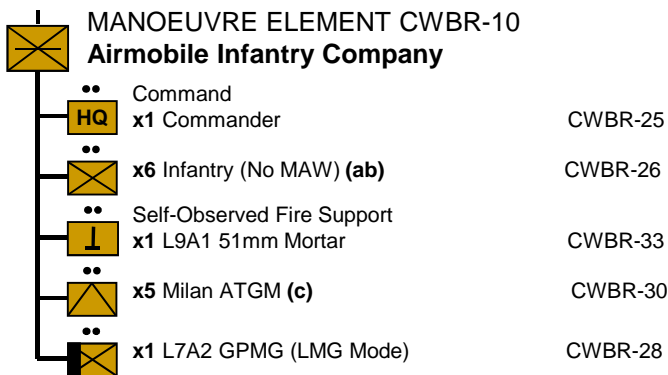 MANOEUVRE ELEMENT CWBR-10
Airmobile Infantry Company
Command
HQ x1 Commander CWBR-25
x6 Infantry (No MAW) (ab) CWBR-26
Self-Observed Fire Support
x1 L9A1 51mm Mortar CWBR-33
x5 Milan ATGM (c) CWBR-30
x1 L7A2 GPMG (LMG Mode) CWBR-28